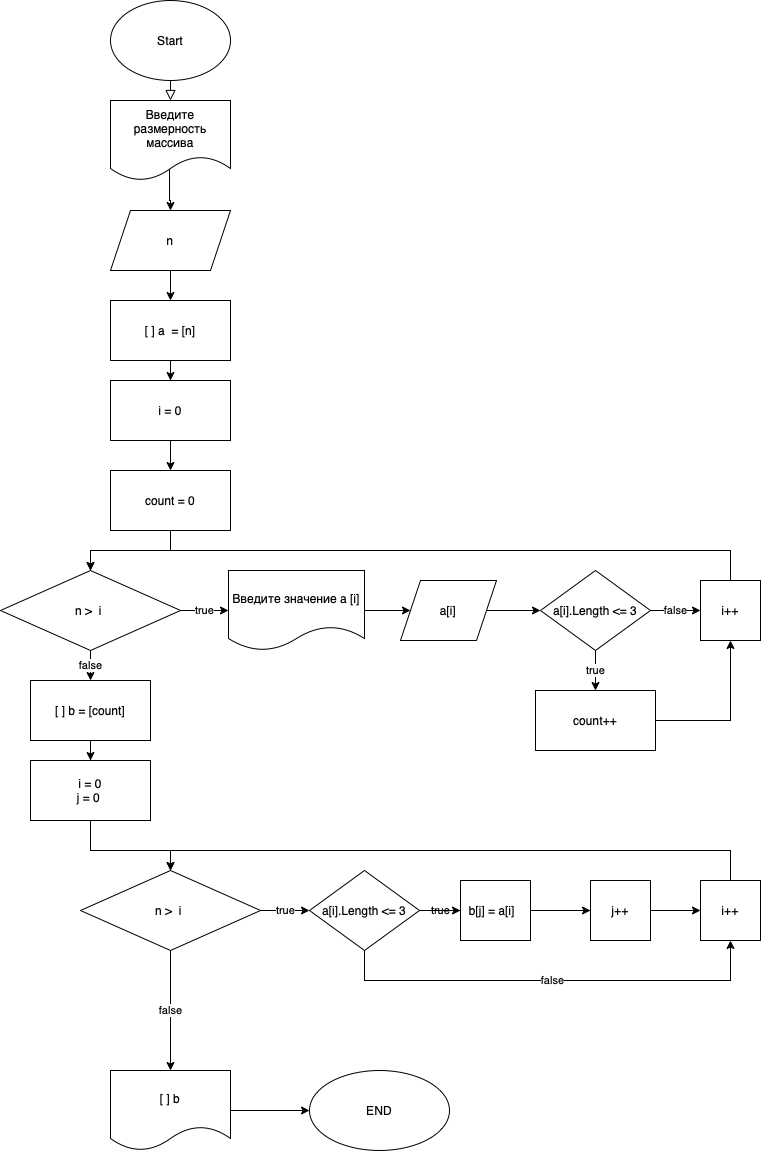 Start
Введите
размерность
массива
n
[ ] a  = [n]
i = 0
count = 0
n >  i
true
Введите значение a [i]
a[i]
a[i].Length <= 3
false
i++
false
true
[ ] b = [count]
count++
i = 0
j = 0
n >  i
true
a[i].Length <= 3
true
b[j] = a[i]
j++
i++
false
false
[ ] b
END